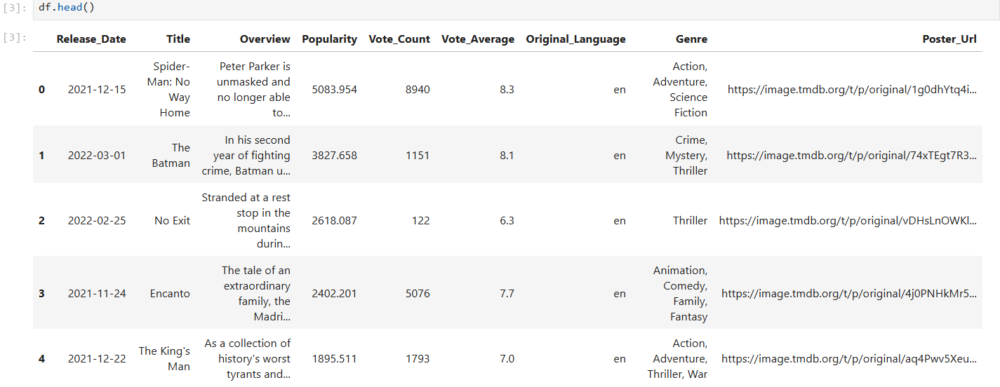 [3]: df.head()
[3]: Release_Date Title Overview Popularity Vote_Count Vote_Average Original_Language Genre Poster_Url
0 2021-12-15 Spider-Man: No Way Home Peter Parker is unmasked and no longer able to... 5083.954 8940 8.3 en Action, Adventure, Science Fiction https://image.tmdb.org/t/p/original/1g0dhYtq4i...
1 2022-03-01 The Batman In his second year of fighting crime, Batman u... 3827.658 1151 8.1 en Crime, Mystery, Thriller https://image.tmdb.org/t/p/original/74xTEgt7R3...
2 2022-02-25 No Exit Stranded at a rest stop in the mountains durin... 2618.087 122 6.3 en Thriller https://image.tmdb.org/t/p/original/vDHsLnOWKl...
3 2021-11-24 Encanto The tale of an extraordinary family, the Madri... 2402.201 5076 7.7 en Animation, Comedy, Family, Fantasy https://image.tmdb.org/t/p/original/4j0PNHkMr5...
4 2021-12-22 The King's Man As a collection of history's worst tyrants and... 1895.511 1793 7.0 en Action, Adventure, Thriller, War https://image.tmdb.org/t/p/original/aq4Pwv5Xeu...